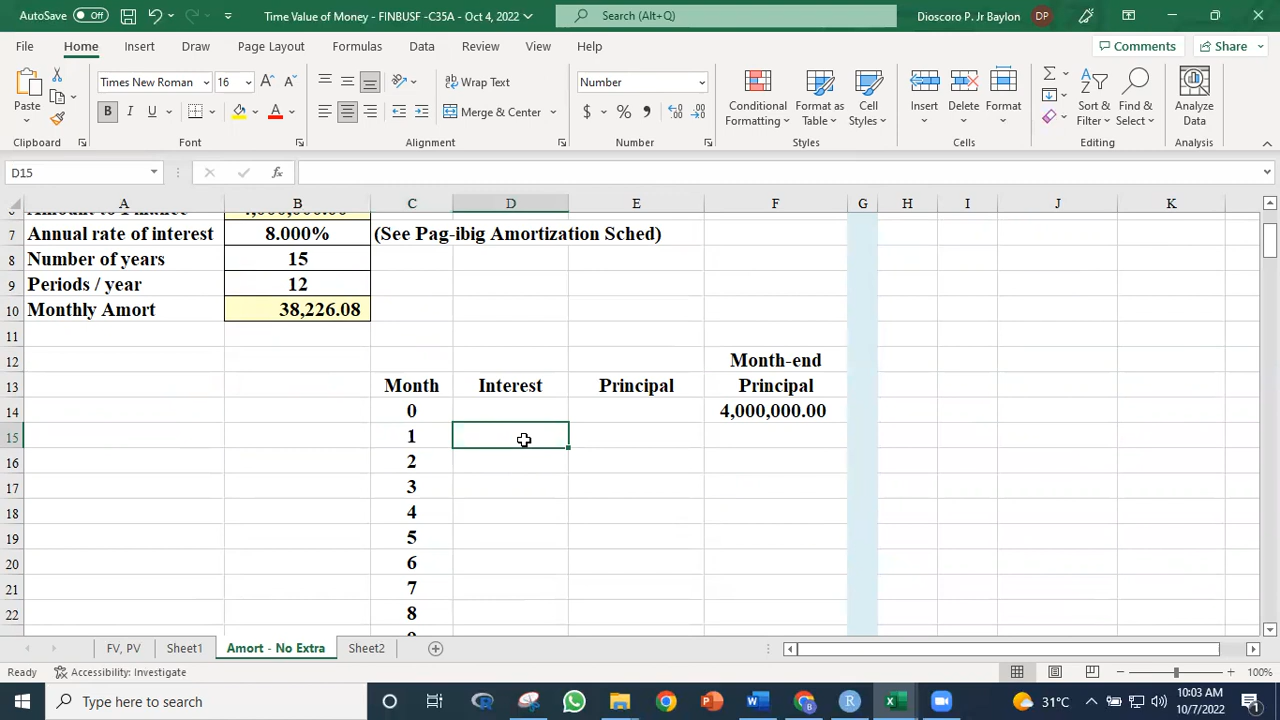 AutoSave Off Time Value of Money - FINBUSF -C35A - Oct 4, 2022 Search (Alt+Q) Dioscoro P. Jr Baylon DP
File Home Insert Draw Page Layout Formulas Data Review View Help Comments Share
Paste Times New Roman 16 A A Wrap Text Number Conditional Formatting Format as Table Cell Styles Insert Delete Format Sort & Filter Find & Select Analyze Data
B I U A Merge & Center $ % ,
Clipboard Font Alignment Number Styles Cells Editing Analysis
D15 fx
A B C D E F G H I J K
7 Annual rate of interest 8.000% (See Pag-ibig Amortization Sched)
8 Number of years 15
9 Periods / year 12
10 Monthly Amort 38,226.08
11
12 Month-end
13 Month Interest Principal Principal
14 0 4,000,000.00
15 1
16 2
17 3
18 4
19 5
20 6
21 7
22 8
FV, PV Sheet1 Amort - No Extra Sheet2
Ready Accessibility: Investigate 100%
Type here to search 31°C 10:03 AM
10/7/2022 1